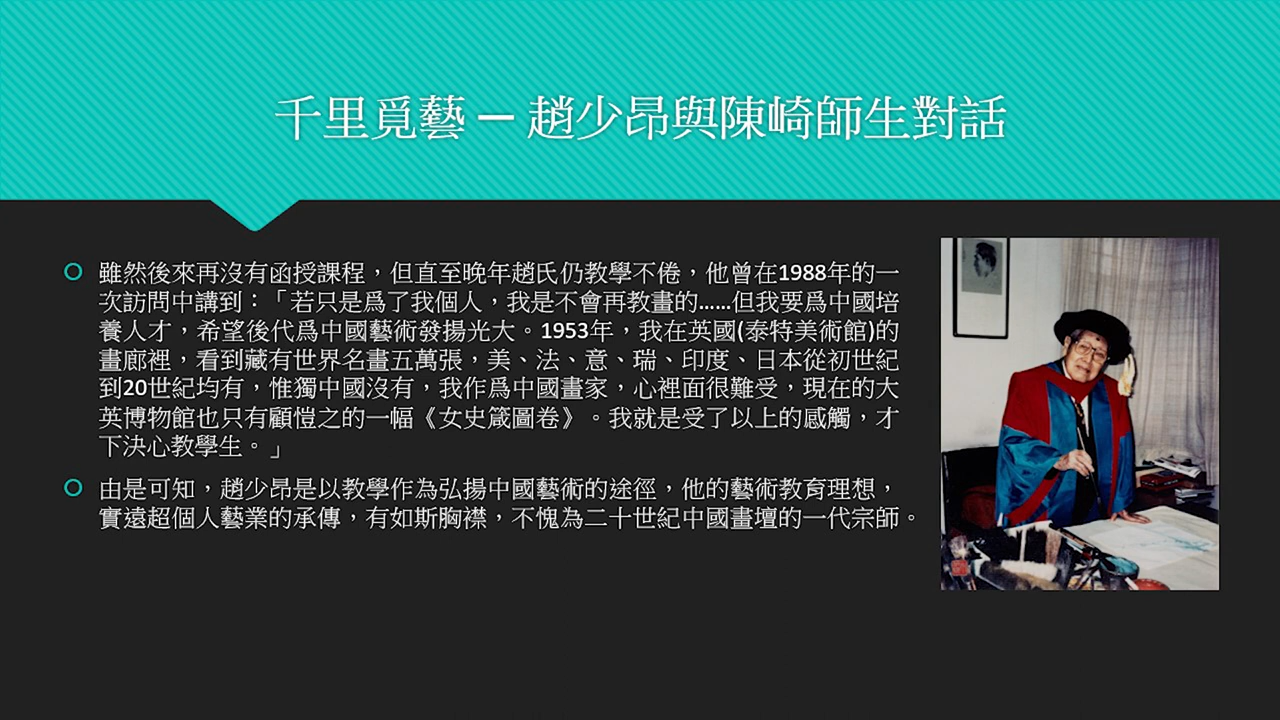 千里覓藝 — 趙少昂與陳崎師生對話
雖然後來再沒有函授課程，但直至晚年趙氏仍教學不倦，他曾在1988年的一
次訪問中講到：「若只是爲了我個人，我是不會再教畫的……但我要爲中國培
養人才，希望後代爲中國藝術發揚光大。1953年，我在英國(泰特美術館)的
畫廊裡，看到藏有世界名畫五萬張，美、法、意、瑞、印度、日本從初世紀
到20世紀均有，惟獨中國沒有，我作爲中國畫家，心裡面很難受，現在的大
英博物館也只有顧愷之的一幅《女史箴圖卷》。我就是受了以上的感觸，才
下決心教學生。」
由是可知，趙少昂是以教學作為弘揚中國藝術的途徑，他的藝術教育理想，
實遠超個人藝業的承傳，有如斯胸襟，不愧為二十世紀中國畫壇的一代宗師。